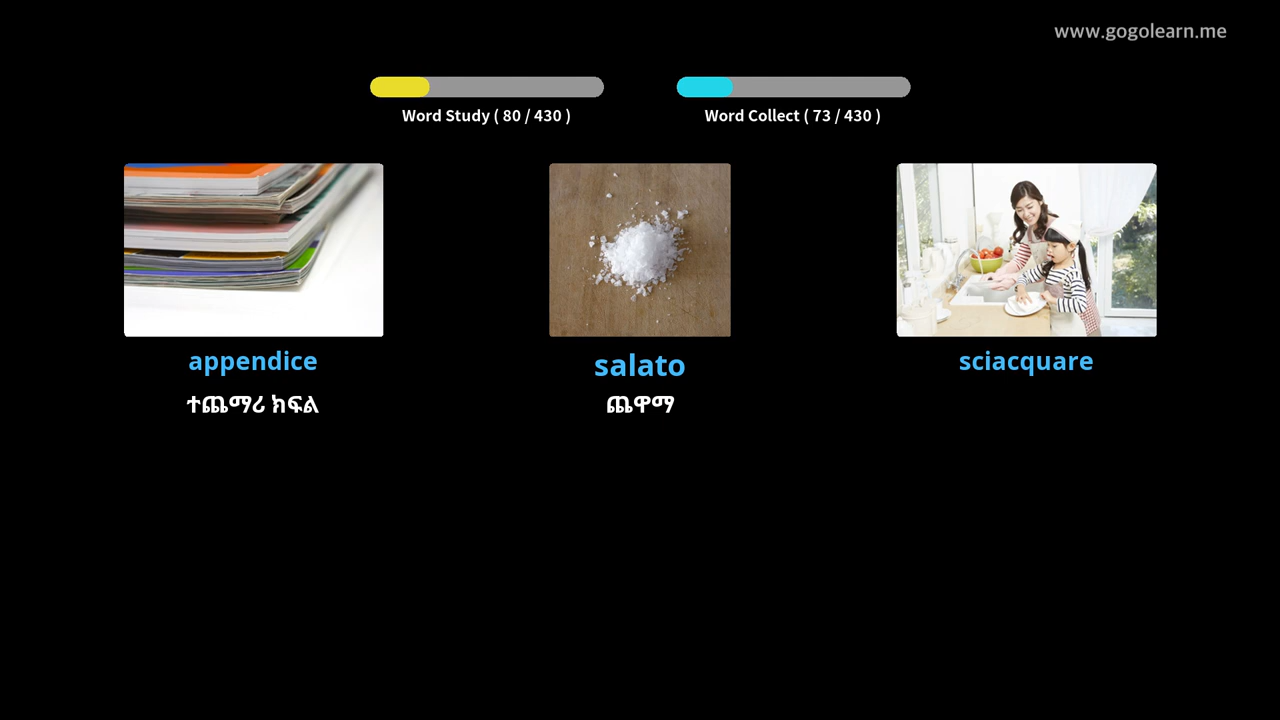 www.gogolearn.me
Word Study ( 80 / 430 )
Word Collect ( 73 / 430 )
appendice
ተጨማሪ ክፍል
salato
ጨዋማ
sciacquare